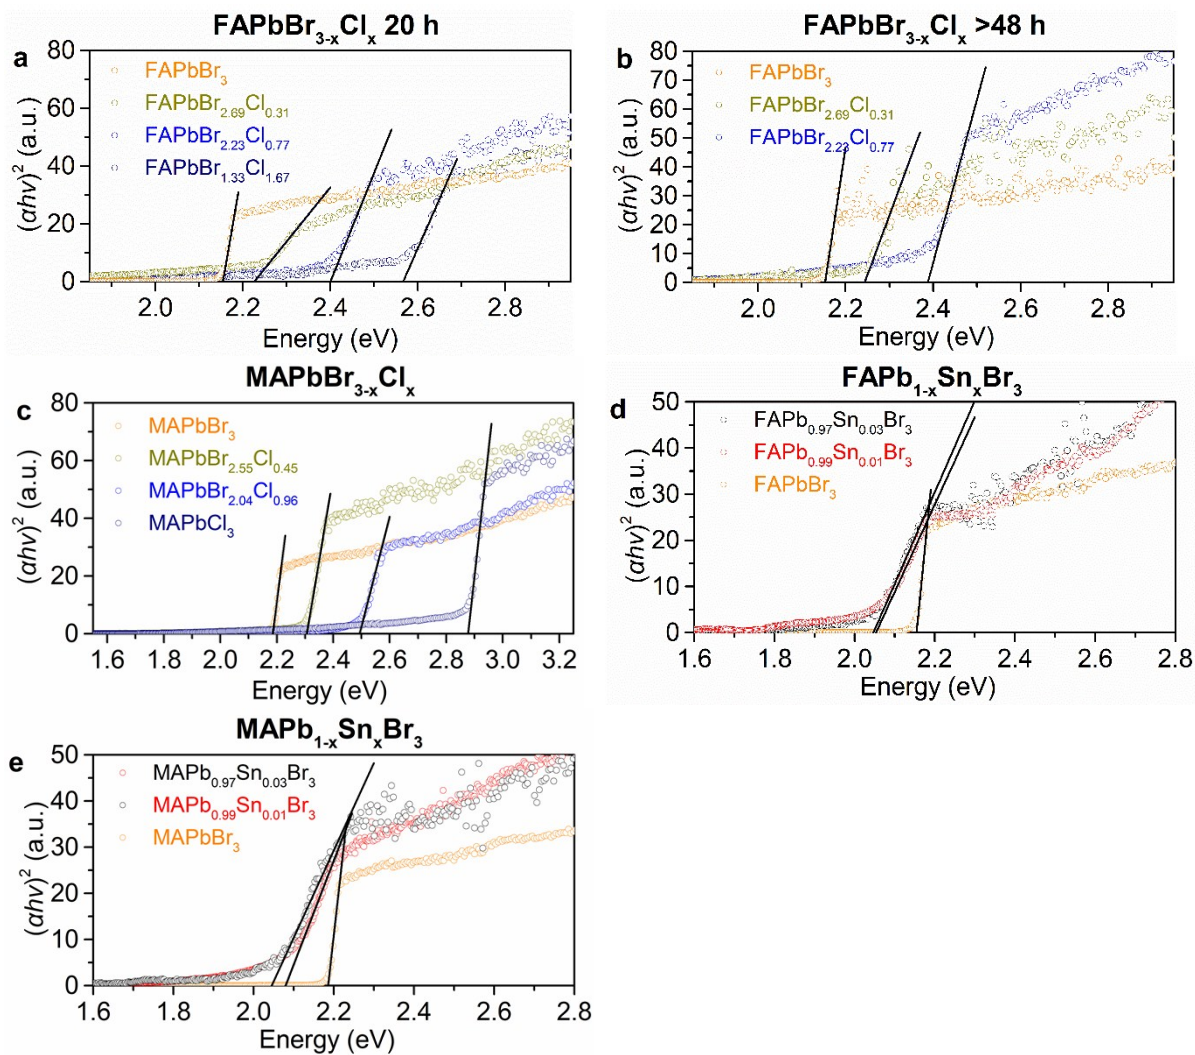 FAPbBr₃₋ₓClₓ 20 h
a
80
60
40
20
0
(αhv)² (a.u.)
FAPbBr₃
FAPbBr₂.₆₉Cl₀.₃₁
FAPbBr₂.₂₃Cl₀.₇₇
FAPbBr₁.₃₃Cl₁.₆₇
2.0 2.2 2.4 2.6 2.8
Energy (eV)
FAPbBr₃₋ₓClₓ >48 h
b
80
70
60
50
40
30
20
10
0
(αhv)² (a.u.)
FAPbBr₃
FAPbBr₂.₆₉Cl₀.₃₁
FAPbBr₂.₂₃Cl₀.₇₇
2.0 2.2 2.4 2.6 2.8
Energy (eV)
MAPbBr₃₋ₓClₓ
c
80
60
40
20
0
(αhv)² (a.u.)
MAPbBr₃
MAPbBr₂.₅₅Cl₀.₄₅
MAPbBr₂.₀₄Cl₀.₉₆
MAPbCl₃
1.6 1.8 2.0 2.2 2.4 2.6 2.8 3.0 3.2
Energy (eV)
FAPb₁₋ₓSnₓBr₃
d
50
40
30
20
10
0
(αhv)² (a.u.)
FAPb₀.₉₇Sn₀.₀₃Br₃
FAPb₀.₉₉Sn₀.₀₁Br₃
FAPbBr₃
1.6 1.8 2.0 2.2 2.4 2.6 2.8
Energy (eV)
MAPb₁₋ₓSnₓBr₃
e
50
40
30
20
10
0
(αhv)² (a.u.)
MAPb₀.₉₇Sn₀.₀₃Br₃
MAPb₀.₉₉Sn₀.₀₁Br₃
MAPbBr₃
1.6 1.8 2.0 2.2 2.4 2.6 2.8
Energy (eV)